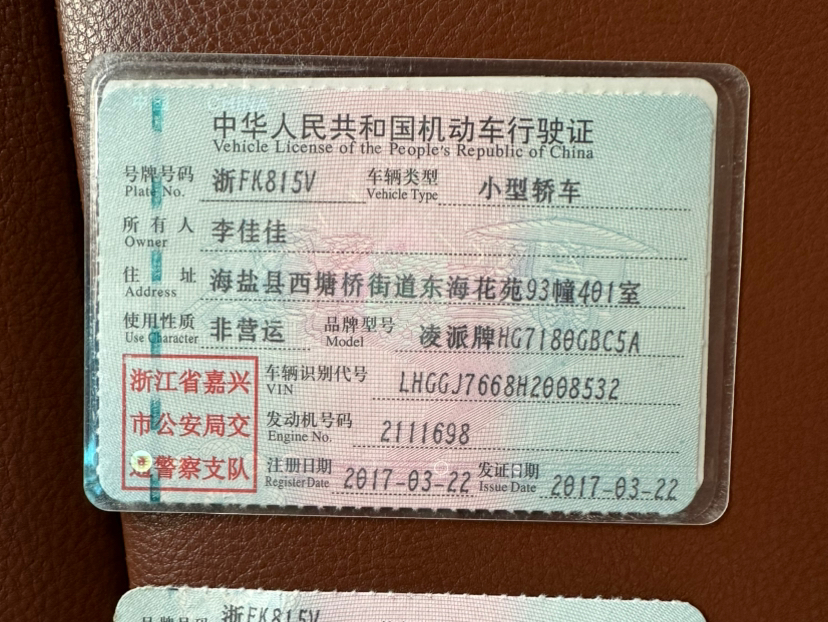 中华人民共和国机动车行驶证
Vehicle License of the People's Republic of China
号牌号码 浙FK815V 车辆类型 小型轿车
Plate No. Vehicle Type
所有人 李佳佳
Owner
住址 海盐县西塘桥街道东海花苑93幢401室
Address
使用性质 非营运 品牌型号 凌派牌HG7180GBC5A
Use Character Model
浙江省嘉兴
市公安局交
通警察支队
车辆识别代号 LHGGJ7668H2008532
VIN
发动机号码 2111698
Engine No.
注册日期 2017-03-22 发证日期 2017-03-22
Register Date Issue Date
号牌号码 浙FK815V